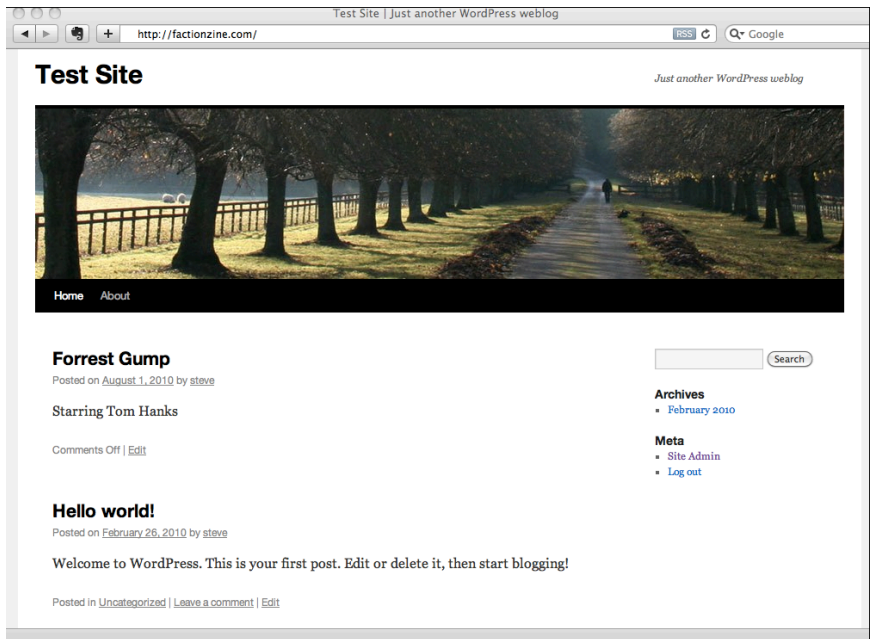 Test Site | Just another WordPress weblog
http://factionzine.com/
RSS
Google
Test Site
Just another WordPress weblog
Home About
Forrest Gump
Posted on August 1, 2010 by steve
Starring Tom Hanks
Comments Off | Edit
Hello world!
Posted on February 26, 2010 by steve
Welcome to WordPress. This is your first post. Edit or delete it, then start blogging!
Posted in Uncategorized | Leave a comment | Edit
Search
Archives
February 2010
Meta
Site Admin
Log out